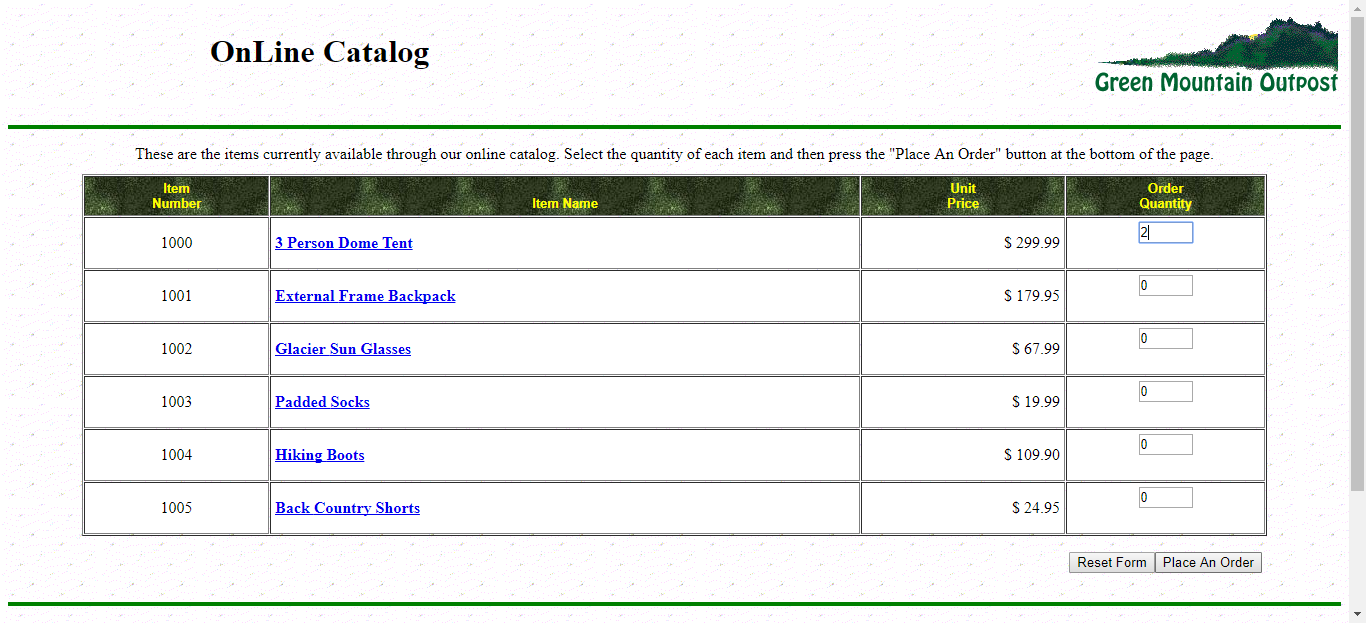 OnLine Catalog
Green Mountain Outpost
These are the items currently available through our online catalog. Select the quantity of each item and then press the "Place An Order" button at the bottom of the page.
Item Number Item Name Unit Price Order Quantity
1000 3 Person Dome Tent $ 299.99 2
1001 External Frame Backpack $ 179.95 0
1002 Glacier Sun Glasses $ 67.99 0
1003 Padded Socks $ 19.99 0
1004 Hiking Boots $ 109.90 0
1005 Back Country Shorts $ 24.95 0
Reset Form Place An Order